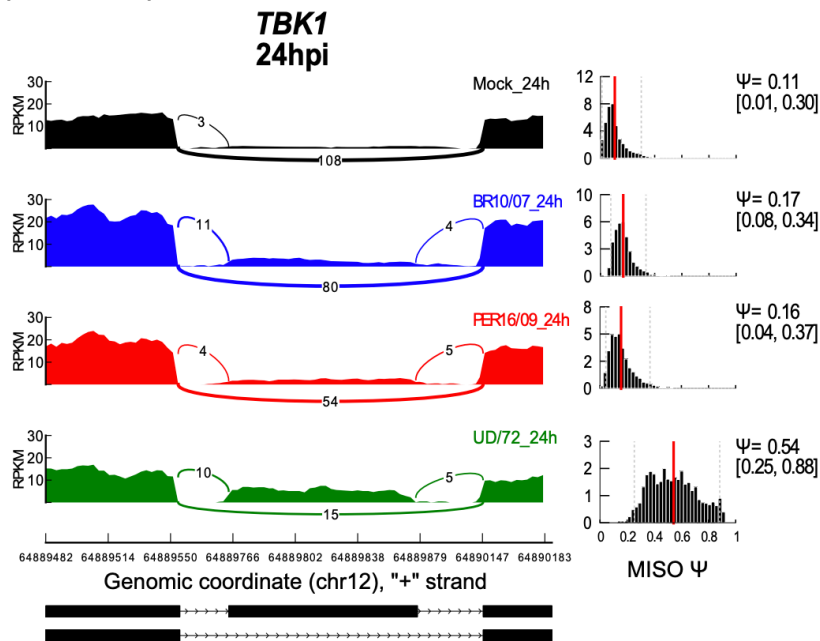 TBK1
24hpi
Mock_24h
30
20
10
RPKM
3
108
12
8
4
0
Ψ= 0.11
[0.01, 0.30]
BR10/07_24h
30
20
10
RPKM
11
4
80
10
6
3
0
Ψ= 0.17
[0.08, 0.34]
PER16/09_24h
30
20
10
RPKM
4
5
54
8
5
2
0
Ψ= 0.16
[0.04, 0.37]
UD/72_24h
30
20
10
RPKM
10
5
15
3
2
2
1
0
Ψ= 0.54
[0.25, 0.88]
0 0.2 0.4 0.6 0.8 1
MISO Ψ
64889482 64889514 64889550 64889766 64889802 64889838 64889879 64890147 64890183
Genomic coordinate (chr12), "+" strand